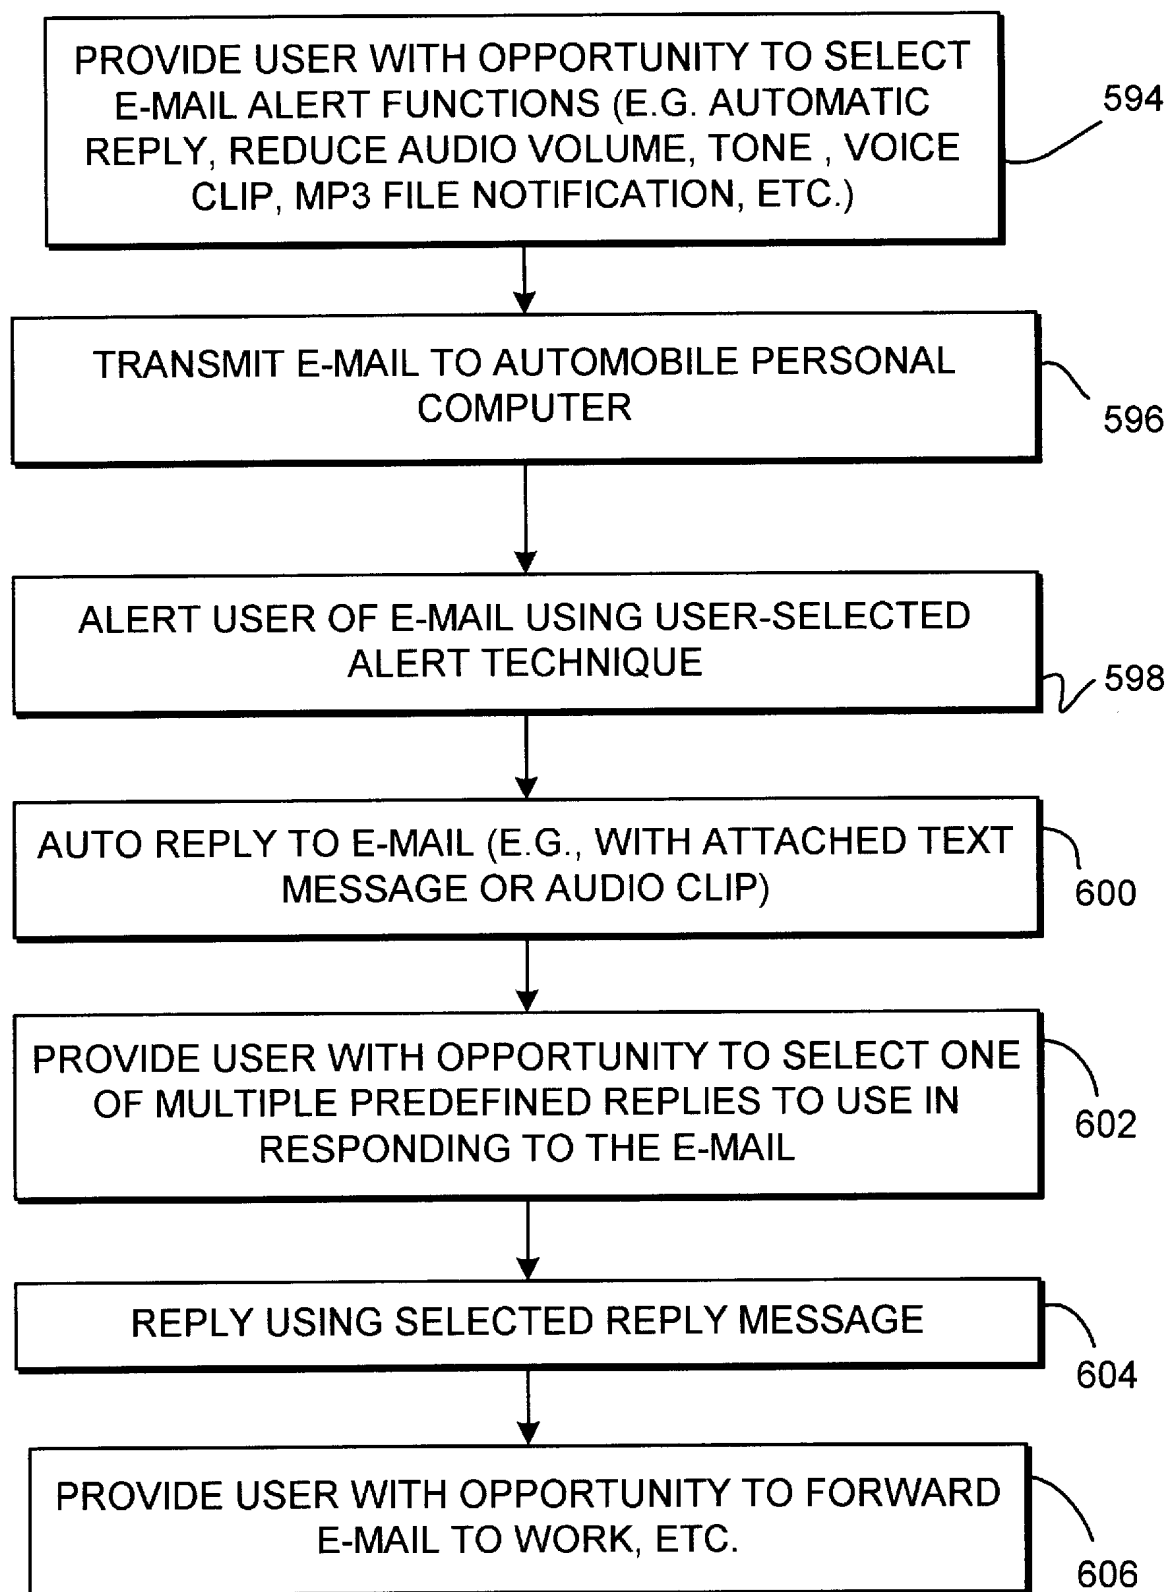 PROVIDE USER WITH OPPORTUNITY TO SELECT
E-MAIL ALERT FUNCTIONS (E.G. AUTOMATIC
REPLY, REDUCE AUDIO VOLUME, TONE , VOICE
CLIP, MP3 FILE NOTIFICATION, ETC.)
594
TRANSMIT E-MAIL TO AUTOMOBILE PERSONAL
COMPUTER
596
ALERT USER OF E-MAIL USING USER-SELECTED
ALERT TECHNIQUE
598
AUTO REPLY TO E-MAIL (E.G., WITH ATTACHED TEXT
MESSAGE OR AUDIO CLIP)
600
PROVIDE USER WITH OPPORTUNITY TO SELECT ONE
OF MULTIPLE PREDEFINED REPLIES TO USE IN
RESPONDING TO THE E-MAIL
602
REPLY USING SELECTED REPLY MESSAGE
604
PROVIDE USER WITH OPPORTUNITY TO FORWARD
E-MAIL TO WORK, ETC.
606